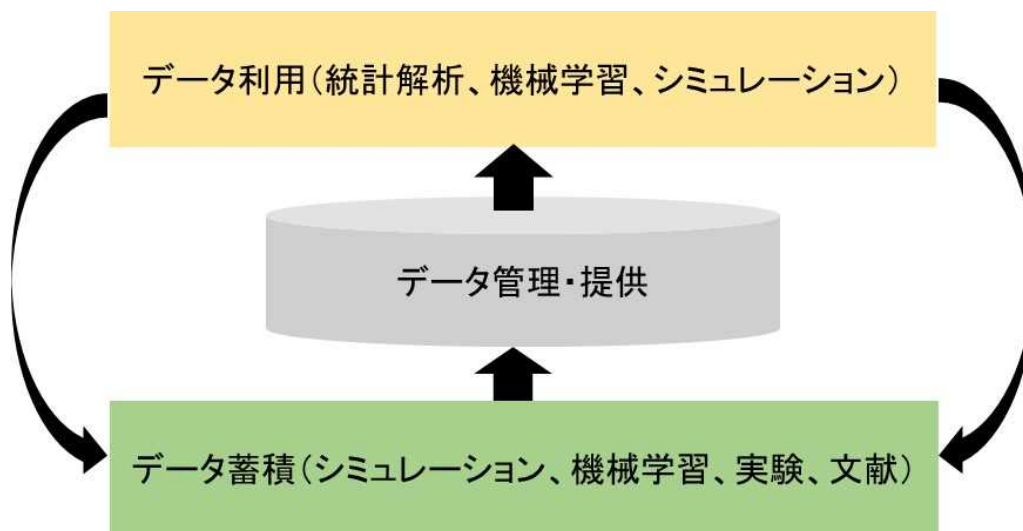 データ利用（統計解析、機械学習、シミュレーション）
データ管理・提供
データ蓄積（シミュレーション、機械学習、実験、文献）